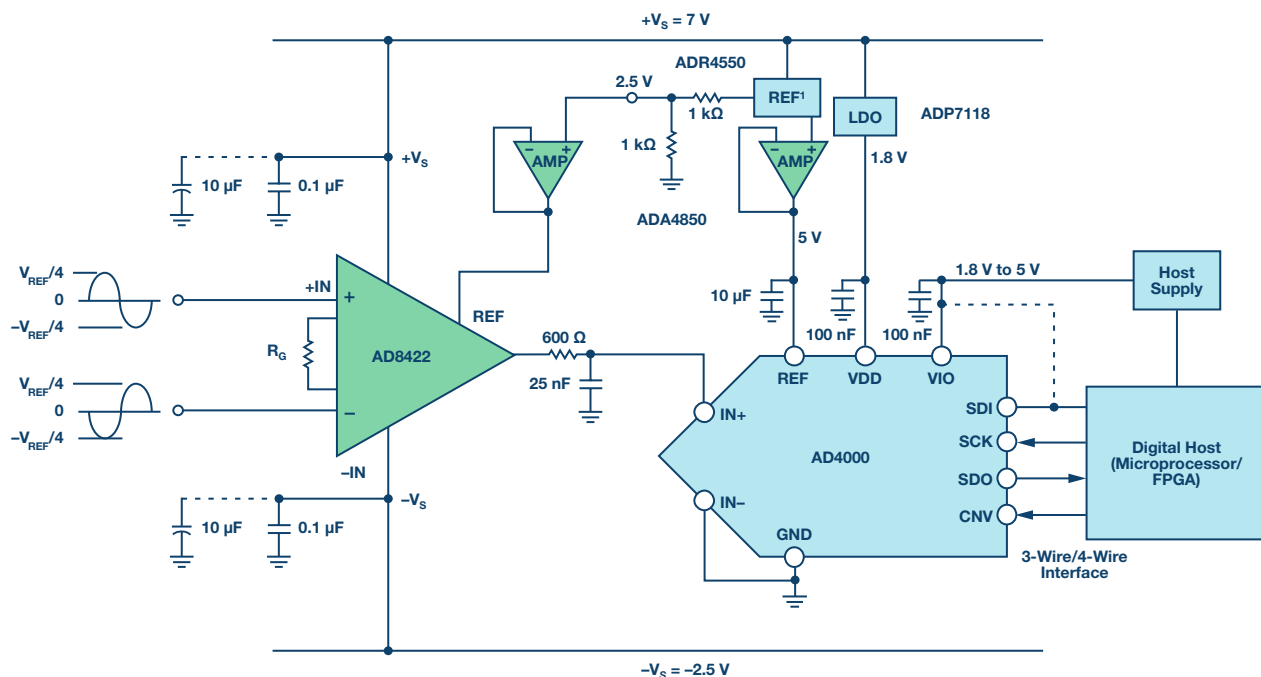 +VS = 7 V
ADR4550
2.5 V
REF¹
1 kΩ
LDO
ADP7118
1 kΩ
AMP
- +
AMP
- +
1.8 V
+VS
10 µF
0.1 µF
ADA4850
5 V
VREF/4
0
-VREF/4
+IN
+
REF
RG
AD8422
600 Ω
25 nF
10 µF
100 nF
100 nF
1.8 V to 5 V
Host
Supply
REF
VDD
VIO
VREF/4
0
-VREF/4
−
−IN
IN+
AD4000
IN−
GND
SDI
SCK
SDO
CNV
Digital Host
(Microprocessor/
FPGA)
3-Wire/4-Wire
Interface
−VS
10 µF
0.1 µF
−VS = −2.5 V